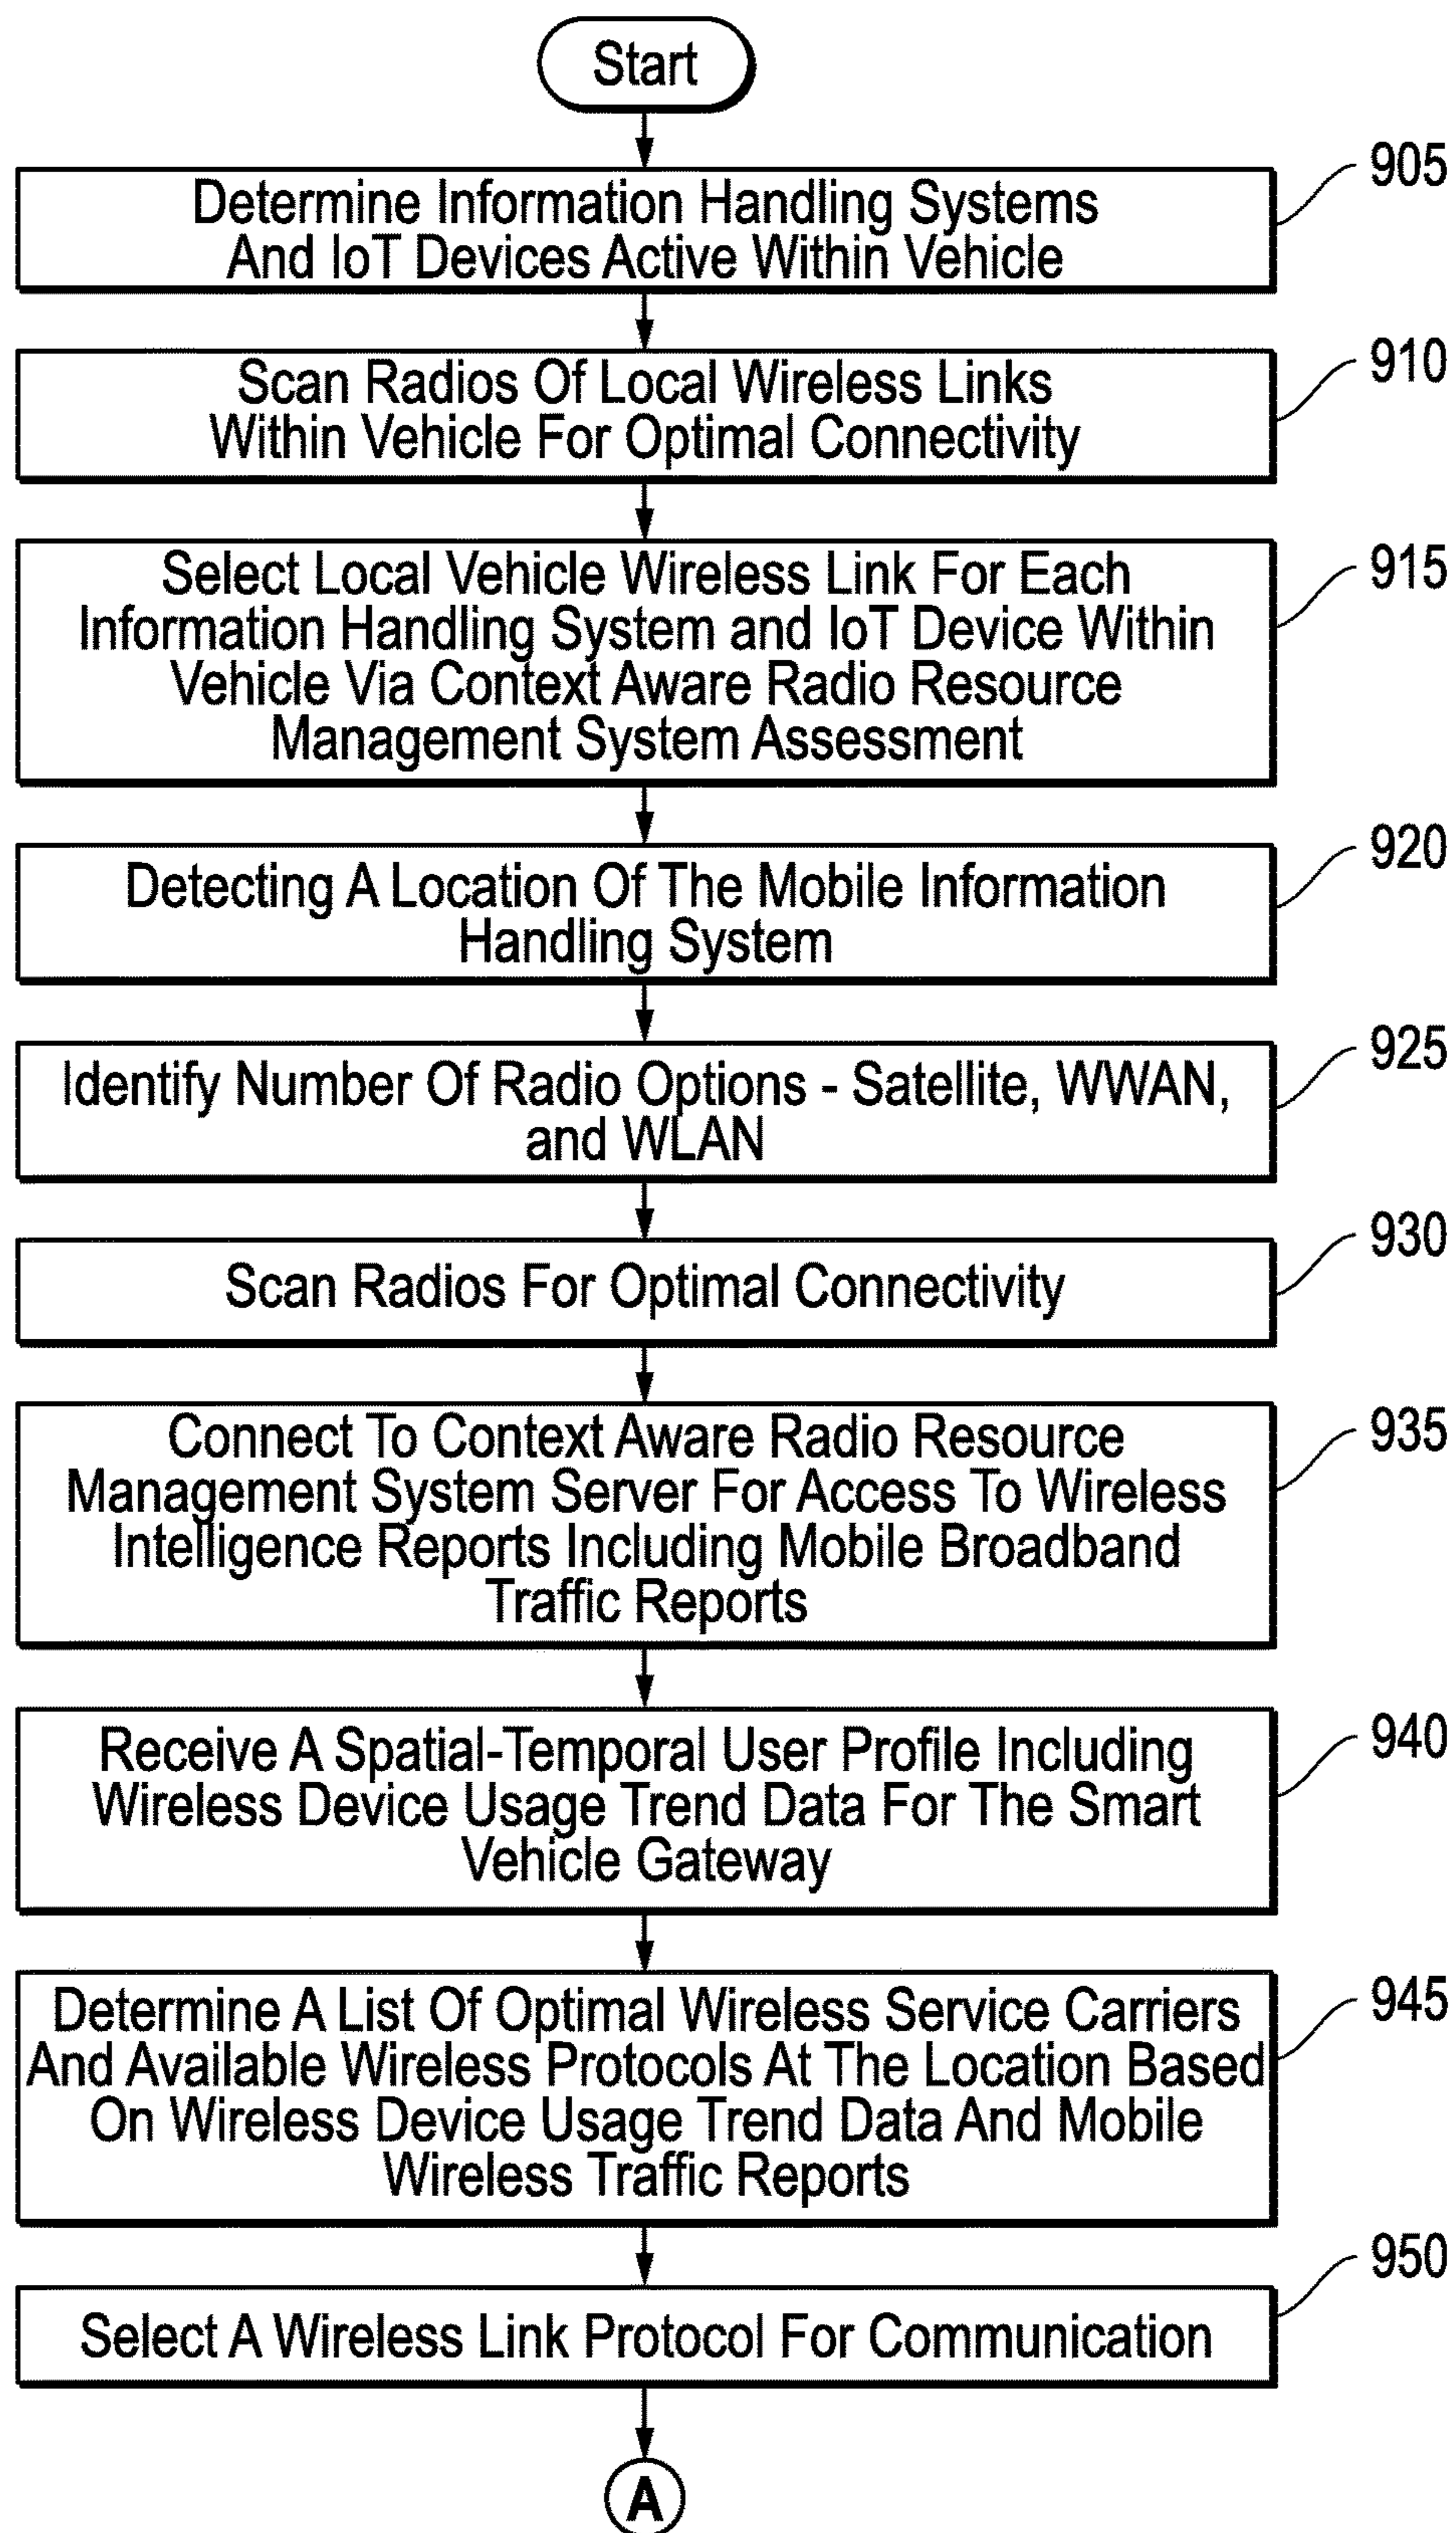 Start
905
Determine Information Handling Systems
And IoT Devices Active Within Vehicle
910
Scan Radios Of Local Wireless Links
Within Vehicle For Optimal Connectivity
915
Select Local Vehicle Wireless Link For Each
Information Handling System and IoT Device Within
Vehicle Via Context Aware Radio Resource
Management System Assessment
920
Detecting A Location Of The Mobile Information
Handling System
925
Identify Number Of Radio Options - Satellite, WWAN,
and WLAN
930
Scan Radios For Optimal Connectivity
935
Connect To Context Aware Radio Resource
Management System Server For Access To Wireless
Intelligence Reports Including Mobile Broadband
Traffic Reports
940
Receive A Spatial-Temporal User Profile Including
Wireless Device Usage Trend Data For The Smart
Vehicle Gateway
945
Determine A List Of Optimal Wireless Service Carriers
And Available Wireless Protocols At The Location Based
On Wireless Device Usage Trend Data And Mobile
Wireless Traffic Reports
950
Select A Wireless Link Protocol For Communication
A